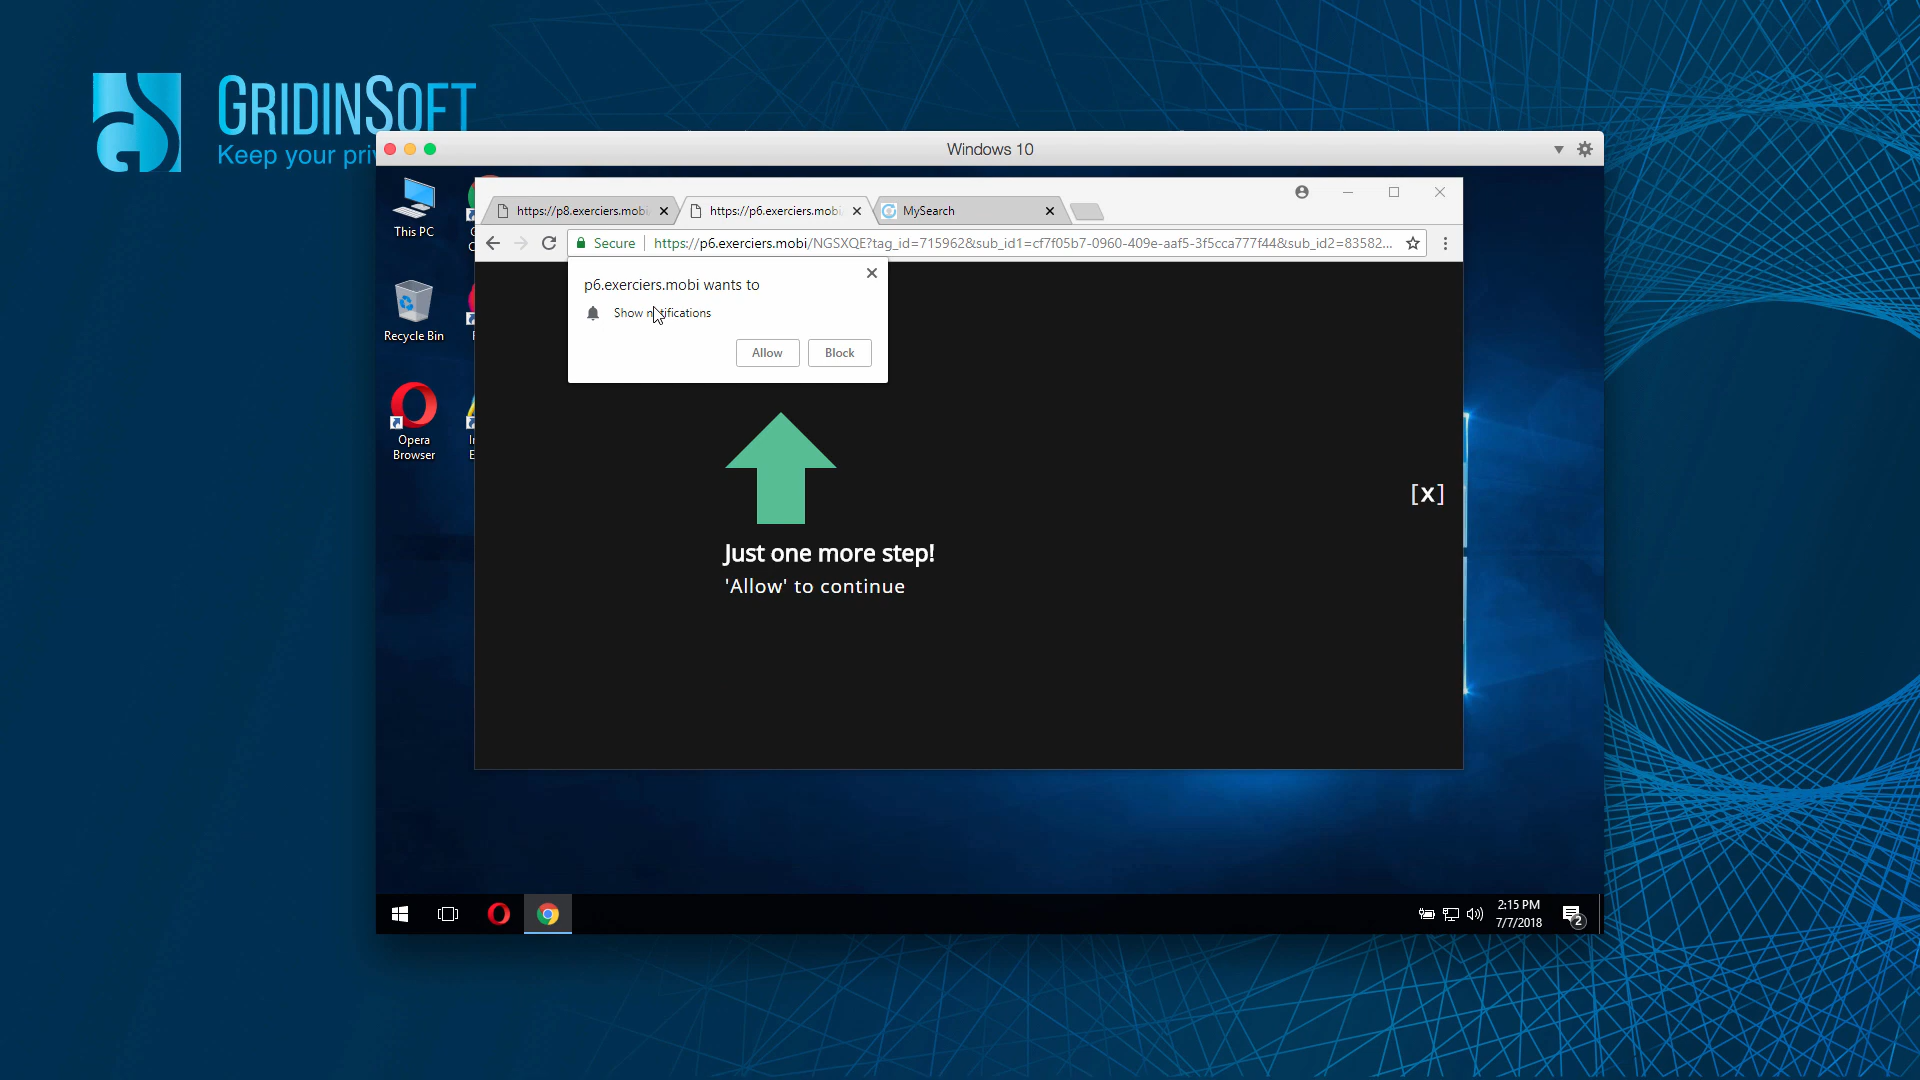 GRIDINSOFT
Keep your pri
Windows 10
This PC
Recycle Bin
Opera
Browser
https://p8.exerciers.mobi
https://p6.exerciers.mobi
MySearch
Secure
https://p6.exerciers.mobi/NGSXQE?tag_id=715962&sub_id1=cf7f05b7-0960-409e-aaf5-3f5cca777f44&sub_id2=83582...
p6.exerciers.mobi wants to
Show notifications
Allow
Block
[x]
Just one more step!
'Allow' to continue
2:15 PM
7/7/2018
2